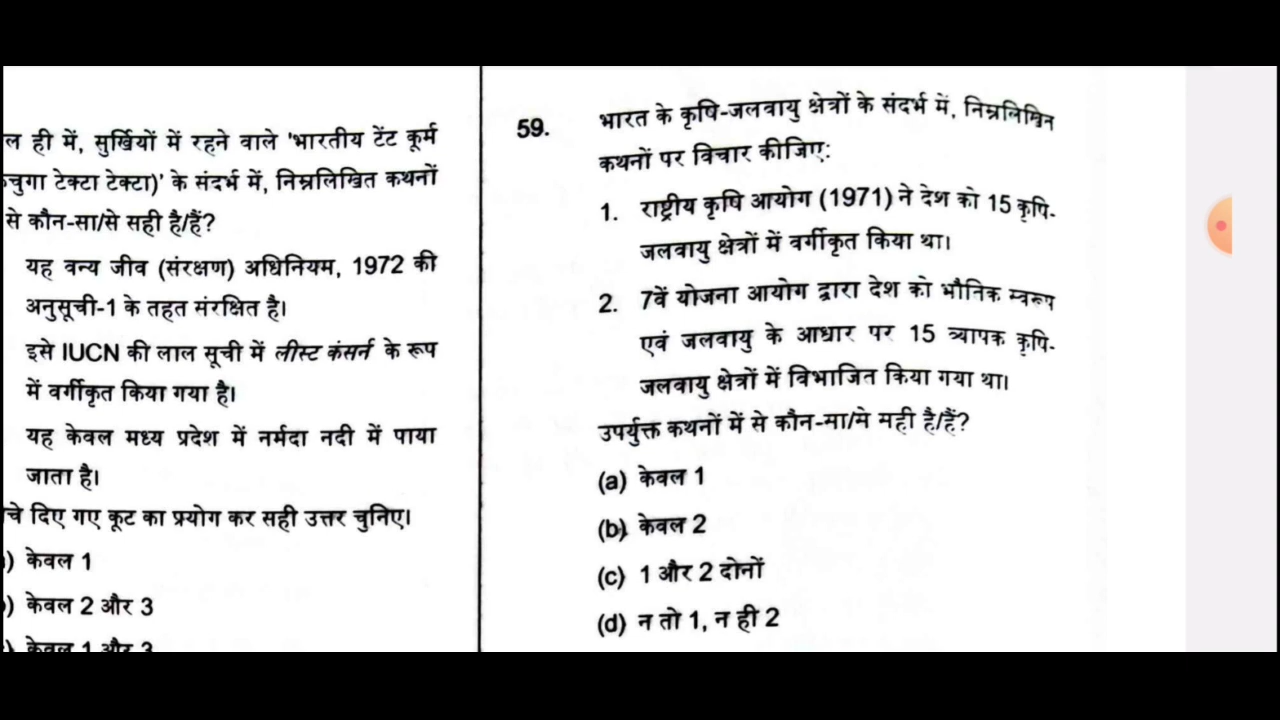 ल ही में, सुर्खियों में रहने वाले 'भारतीय टेंट कूर्म
चुगा टेक्टा टेक्टा)' के संदर्भ में, निम्नलिखित कथनों
से कौन-सा/से सही है/हैं?
यह वन्य जीव (संरक्षण) अधिनियम, 1972 की
अनुसूची-1 के तहत संरक्षित है।
इसे IUCN की लाल सूची में लीस्ट कंसर्न के रूप
में वर्गीकृत किया गया है।
यह केवल मध्य प्रदेश में नर्मदा नदी में पाया
जाता है।
चे दिए गए कूट का प्रयोग कर सही उत्तर चुनिए।
) केवल 1
) केवल 2 और 3
) केवल 1 और 3
59. भारत के कृषि-जलवायु क्षेत्रों के संदर्भ में, निम्नलिखित
कथनों पर विचार कीजिए:
1. राष्ट्रीय कृषि आयोग (1971) ने देश को 15 कृषि-
जलवायु क्षेत्रों में वर्गीकृत किया था।
2. 7वें योजना आयोग द्वारा देश को भौतिक स्वरूप
एवं जलवायु के आधार पर 15 व्यापक कृषि-
जलवायु क्षेत्रों में विभाजित किया गया था।
उपर्युक्त कथनों में से कौन-सा/से सही है/हैं?
(a) केवल 1
(b) केवल 2
(c) 1 और 2 दोनों
(d) न तो 1, न ही 2